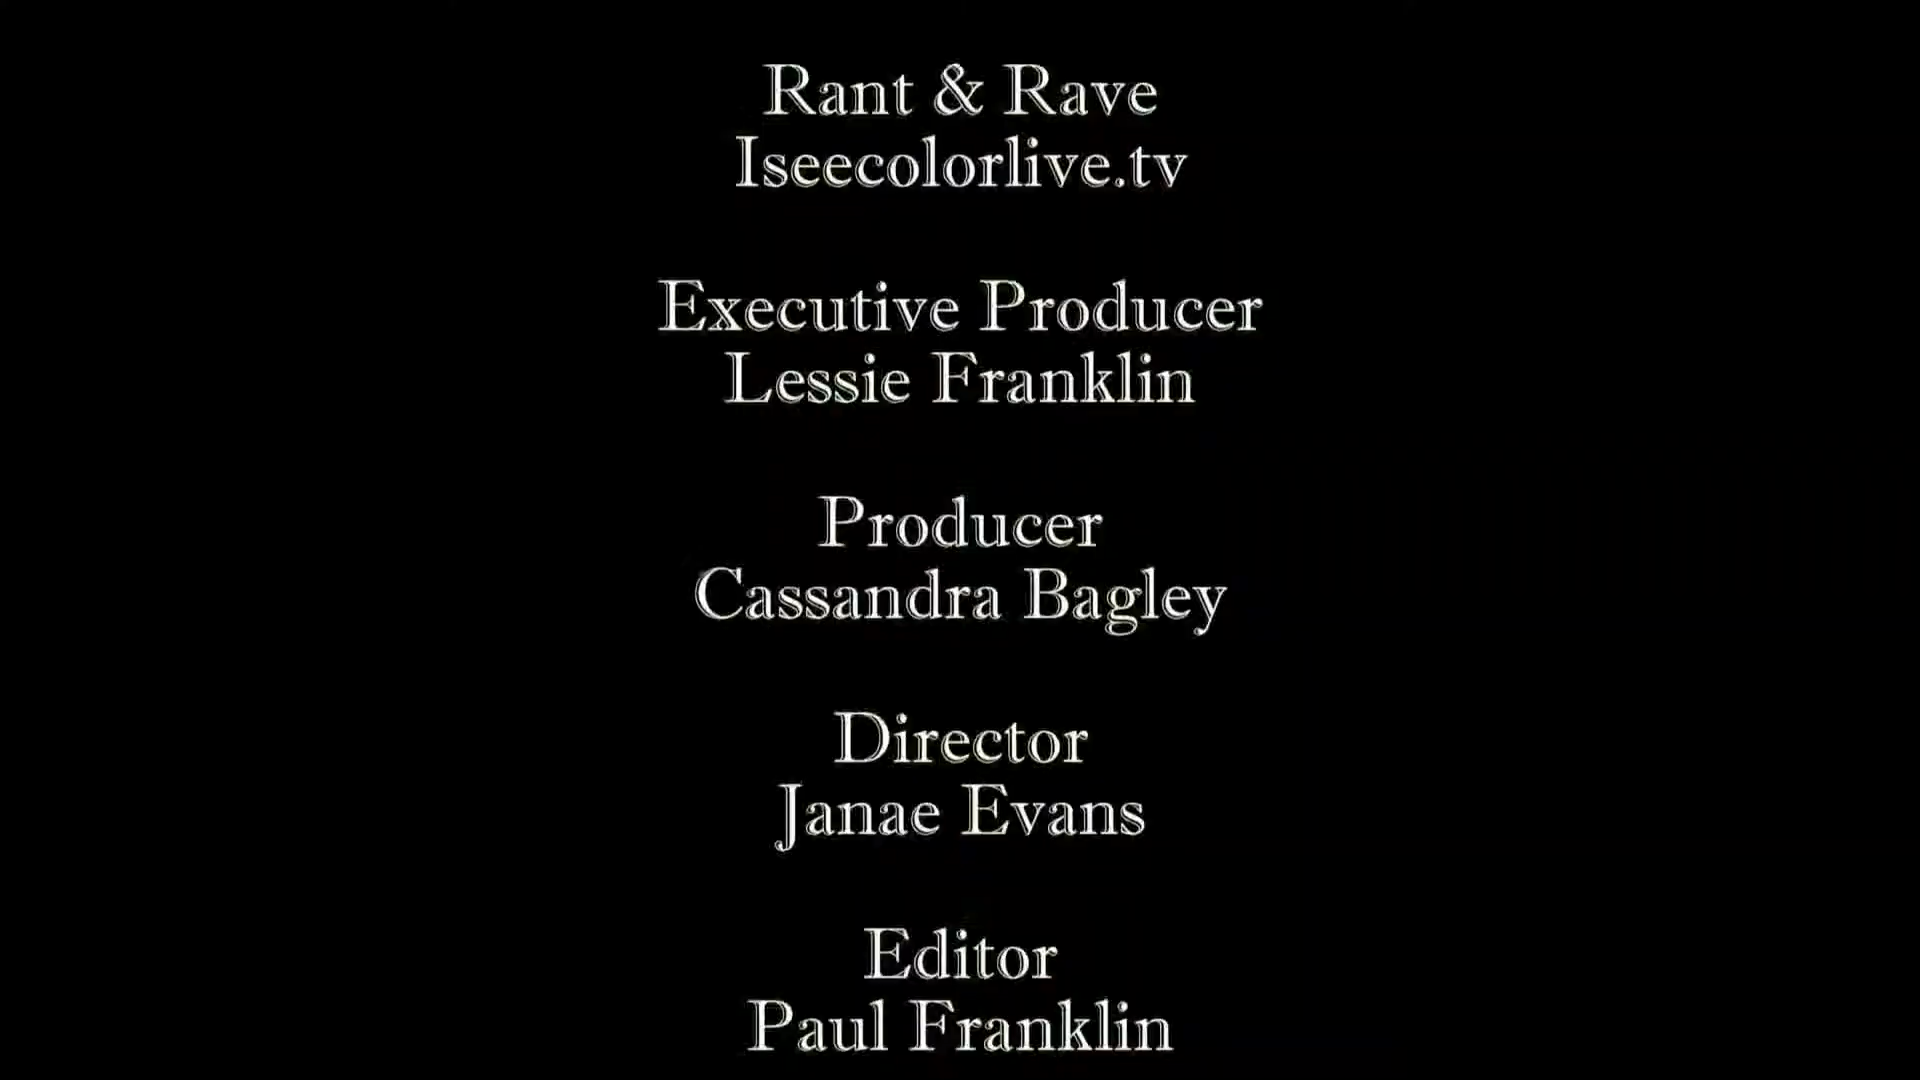 Rant & Rave
Iseecolorlive.tv
Executive Producer
Lessie Franklin
Producer
Cassandra Bagley
Director
Janae Evans
Editor
Paul Franklin